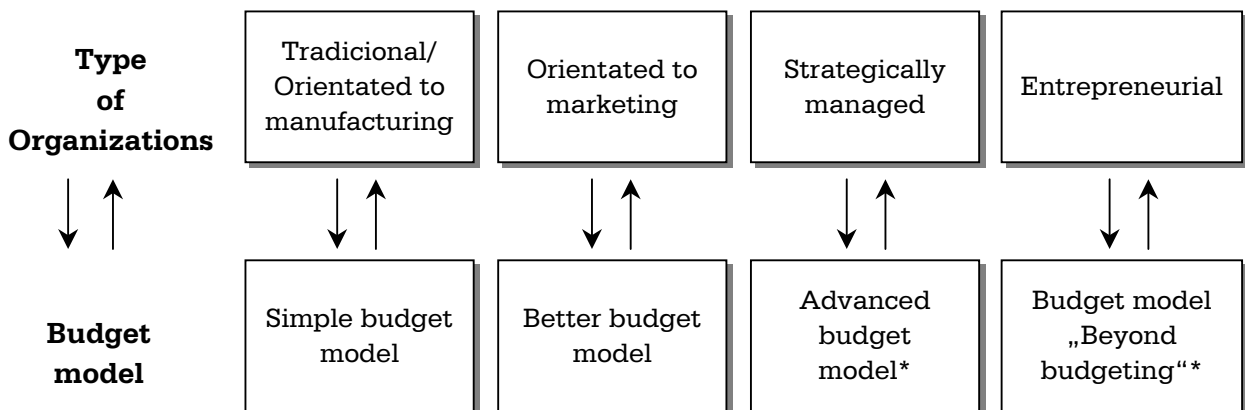 Type
of
Organizations
Tradicional/
Orientated to
manufacturing
Orientated to
marketing
Strategically
managed
Entrepreneurial
Budget
model
Simple budget
model
Better budget
model
Advanced
budget
model*
Budget model
„Beyond
budgeting“*